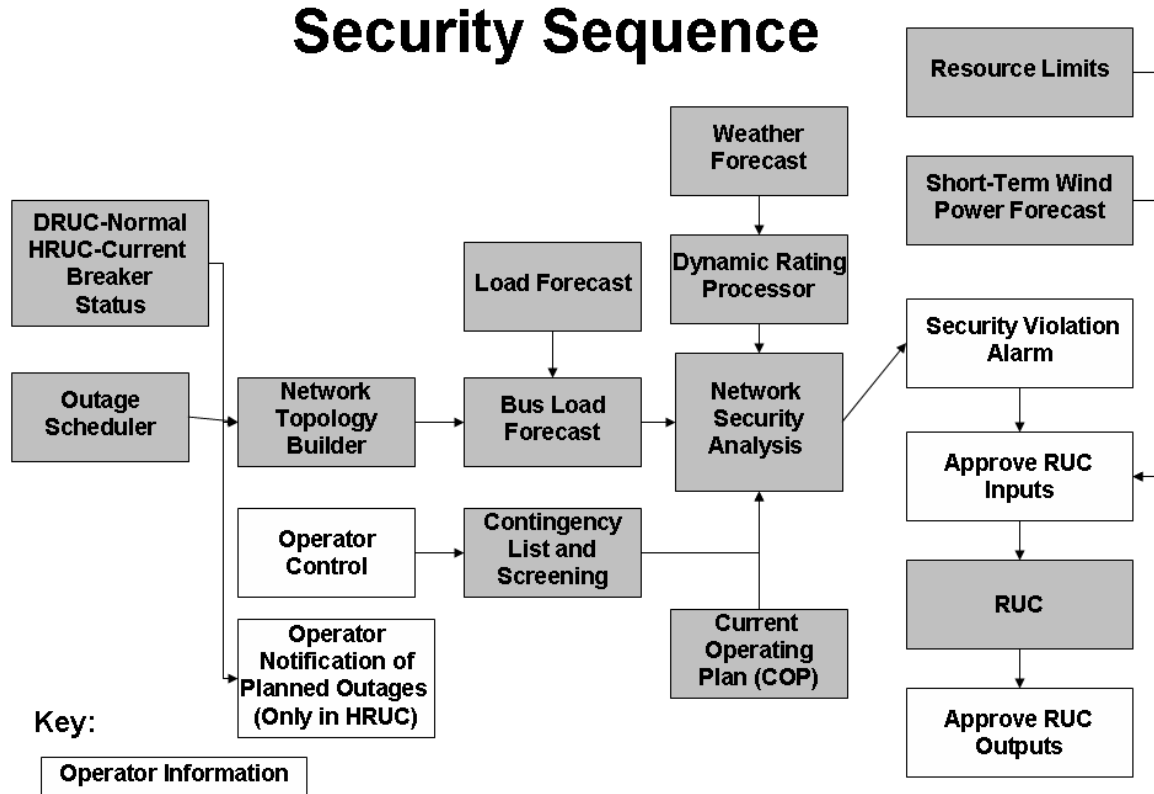 Security Sequence
Resource Limits
Weather
Forecast
Short-Term Wind
Power Forecast
DRUC-Normal
HRUC-Current
Breaker
Status
Load Forecast
Dynamic Rating
Processor
Security Violation
Alarm
Outage
Scheduler
Network
Topology
Builder
Bus Load
Forecast
Network
Security
Analysis
Approve RUC
Inputs
Operator
Control
Contingency
List and
Screening
RUC
Operator
Notification of
Planned Outages
(Only in HRUC)
Current
Operating
Plan (COP)
Approve RUC
Outputs
Key:
Operator Information